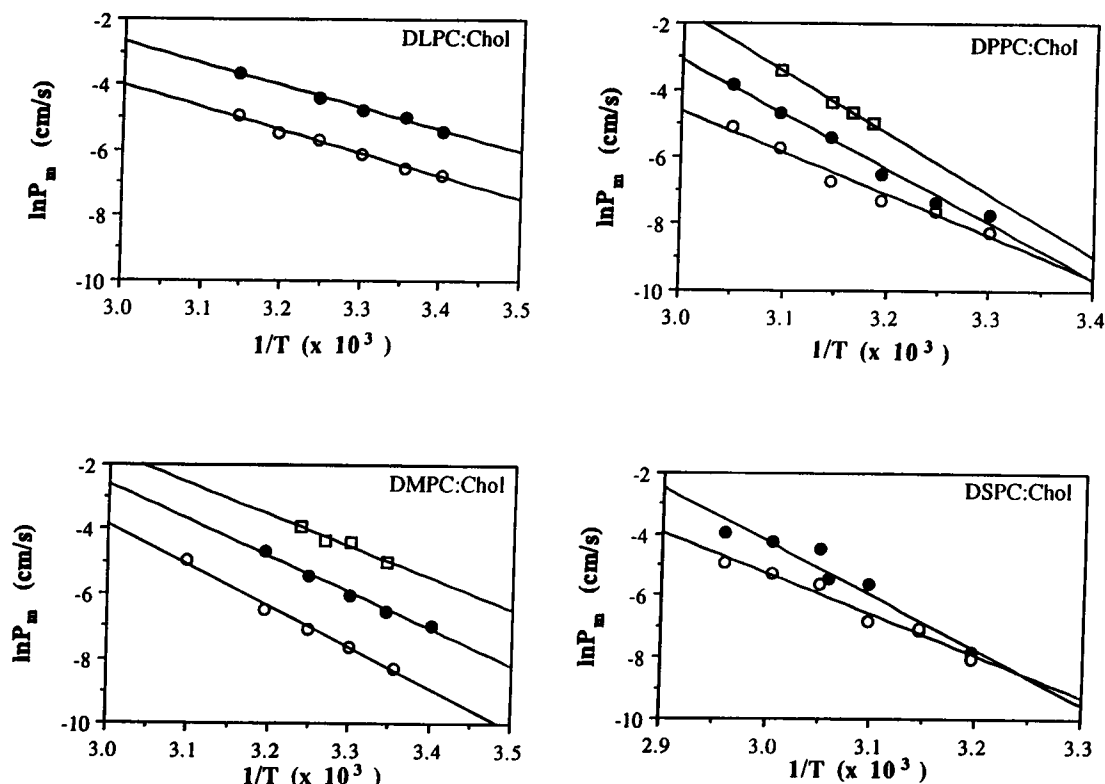 DLPC:Chol
lnPm (cm/s)
-2
-4
-6
-8
-10
3.0 3.1 3.2 3.3 3.4 3.5
1/T (x 10³)
DPPC:Chol
lnPm (cm/s)
-2
-4
-6
-8
-10
3.0 3.1 3.2 3.3 3.4
1/T (x 10³)
DMPC:Chol
lnPm (cm/s)
-2
-4
-6
-8
-10
3.0 3.1 3.2 3.3 3.4 3.5
1/T (x 10³)
DSPC:Chol
lnPm (cm/s)
-2
-4
-6
-8
-10
2.9 3.0 3.1 3.2 3.3
1/T (x 10³)